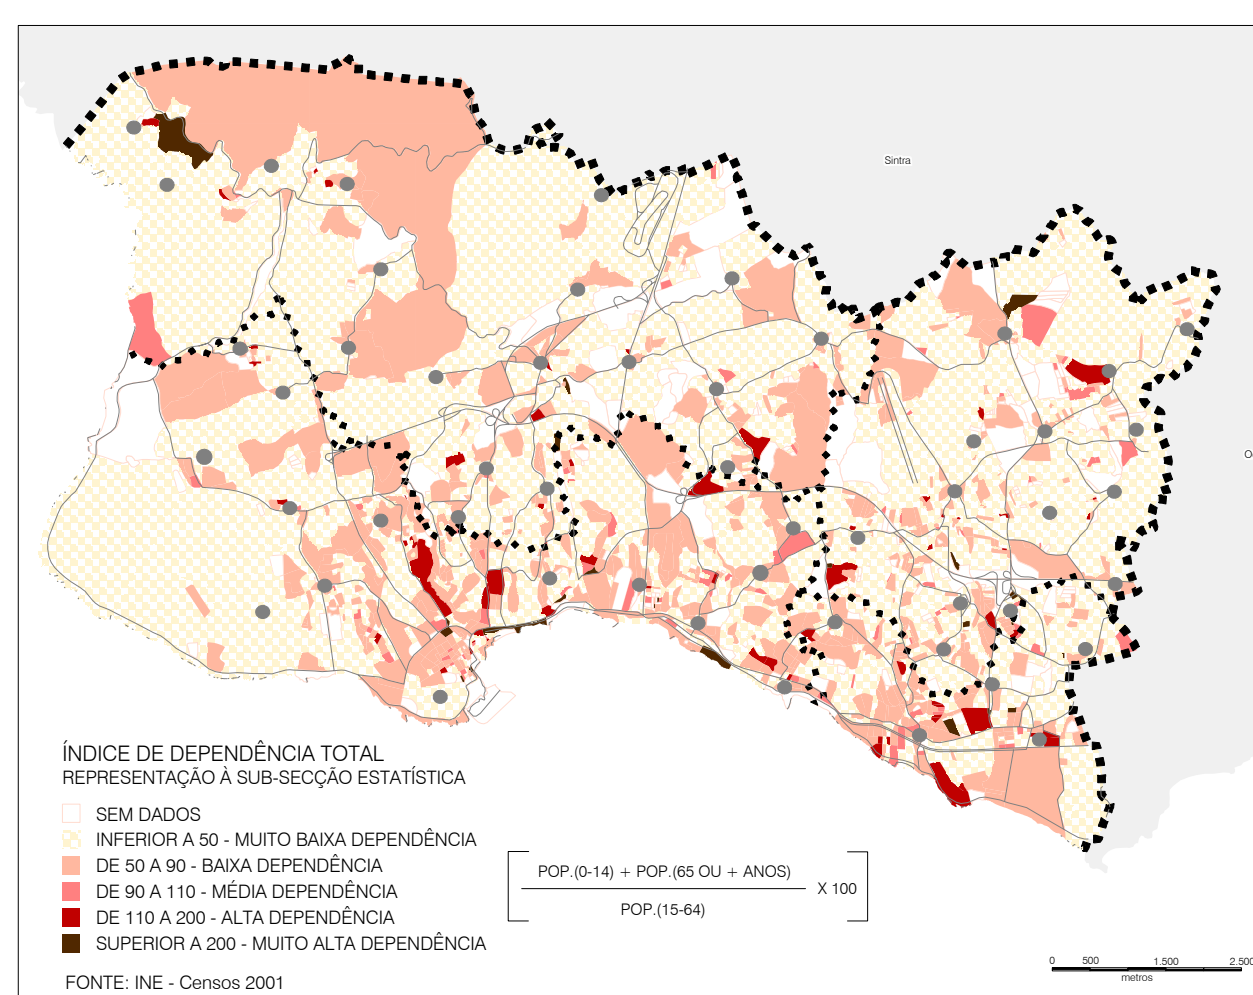 Sintra
O
ÍNDICE DE DEPENDÊNCIA TOTAL
REPRESENTAÇÃO À SUB-SECÇÃO ESTATÍSTICA
SEM DADOS
INFERIOR A 50 - MUITO BAIXA DEPENDÊNCIA
DE 50 A 90 - BAIXA DEPENDÊNCIA
DE 90 A 110 - MÉDIA DEPENDÊNCIA
DE 110 A 200 - ALTA DEPENDÊNCIA
SUPERIOR A 200 - MUITO ALTA DEPENDÊNCIA
FONTE: INE - Censos 2001
POP.(0-14) + POP.(65 OU + ANOS)
X 100
POP.(15-64)
0 500 1.500 2.500
metros